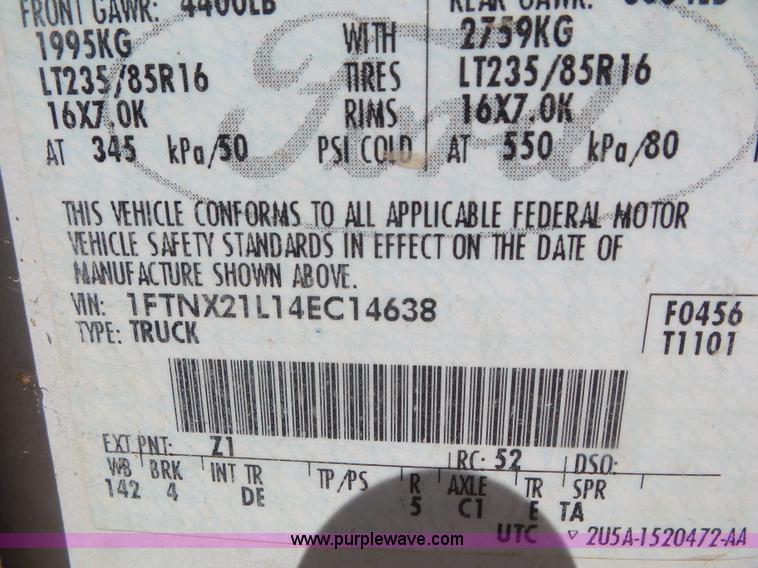 FRONT GAWR: 4400LB REAR GAWR:
1995KG WITH 2759KG
LT235/85R16 TIRES LT235/85R16
16X7.0K RIMS 16X7.0K
AT 345 kPa/50 PSI COLD AT 550 kPa/80
Ford
THIS VEHICLE CONFORMS TO ALL APPLICABLE FEDERAL MOTOR
VEHICLE SAFETY STANDARDS IN EFFECT ON THE DATE OF
MANUFACTURE SHOWN ABOVE.
VIN: 1FTNX21L14EC14638 F0456
TYPE: TRUCK T1101
EXT PNT: Z1 RC: 52 DSO:
WB BRK INT TR TP/PS R AXLE TR SPR
142 4 DE 5 C1 E TA
UTC ▽ 2U5A-1520472-AA
www.purplewave.com